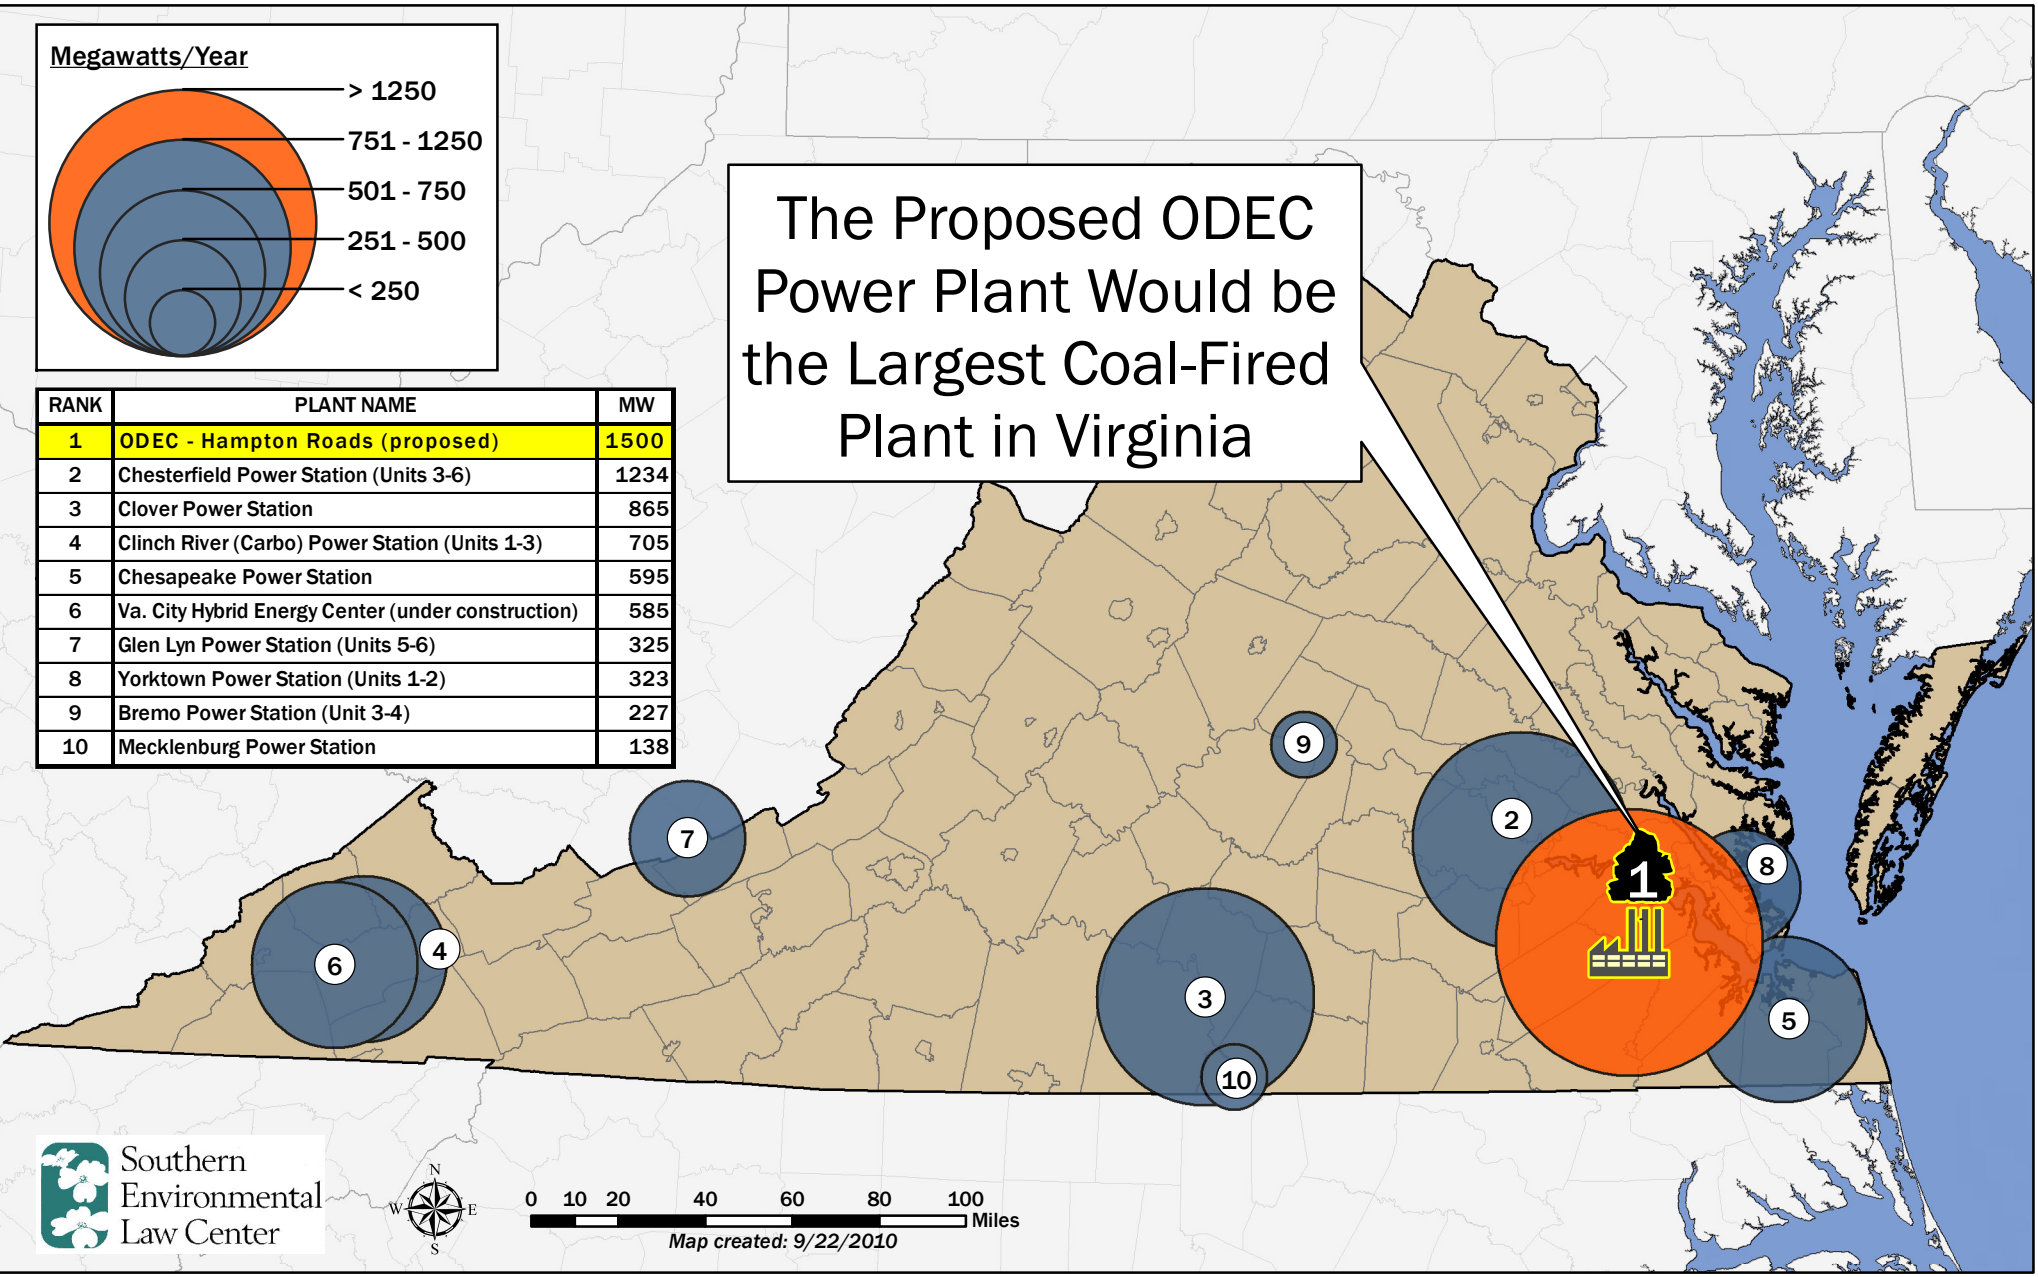 Megawatts/Year
> 1250
751 - 1250
501 - 750
251 - 500
< 250
The Proposed ODEC
Power Plant Would be
the Largest Coal-Fired
Plant in Virginia
RANK PLANT NAME MW
1 ODEC - Hampton Roads (proposed) 1500
2 Chesterfield Power Station (Units 3-6) 1234
3 Clover Power Station 865
4 Clinch River (Carbo) Power Station (Units 1-3) 705
5 Chesapeake Power Station 595
6 Va. City Hybrid Energy Center (under construction) 585
7 Glen Lyn Power Station (Units 5-6) 325
8 Yorktown Power Station (Units 1-2) 323
9 Bremo Power Station (Unit 3-4) 227
10 Mecklenburg Power Station 138
9
2
7
8
1
4
6
3
5
10
Southern
Environmental
Law Center
N
W E
S
0 10 20 40 60 80 100
Miles
Map created: 9/22/2010